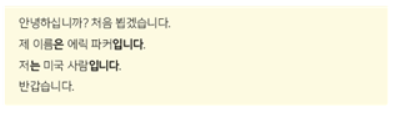 안녕하십니까? 처음 뵙겠습니다.
제 이름은 에릭 파커입니다.
저는 미국 사람입니다.
반갑습니다.